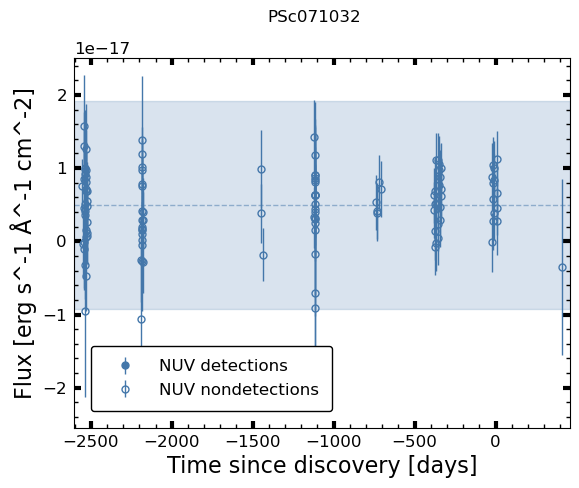 PSc071032
1e−17
Flux [erg s^-1 Å^-1 cm^-2]
2
1
0
−1
−2
NUV detections
NUV nondetections
−2500 −2000 −1500 −1000 −500 0
Time since discovery [days]